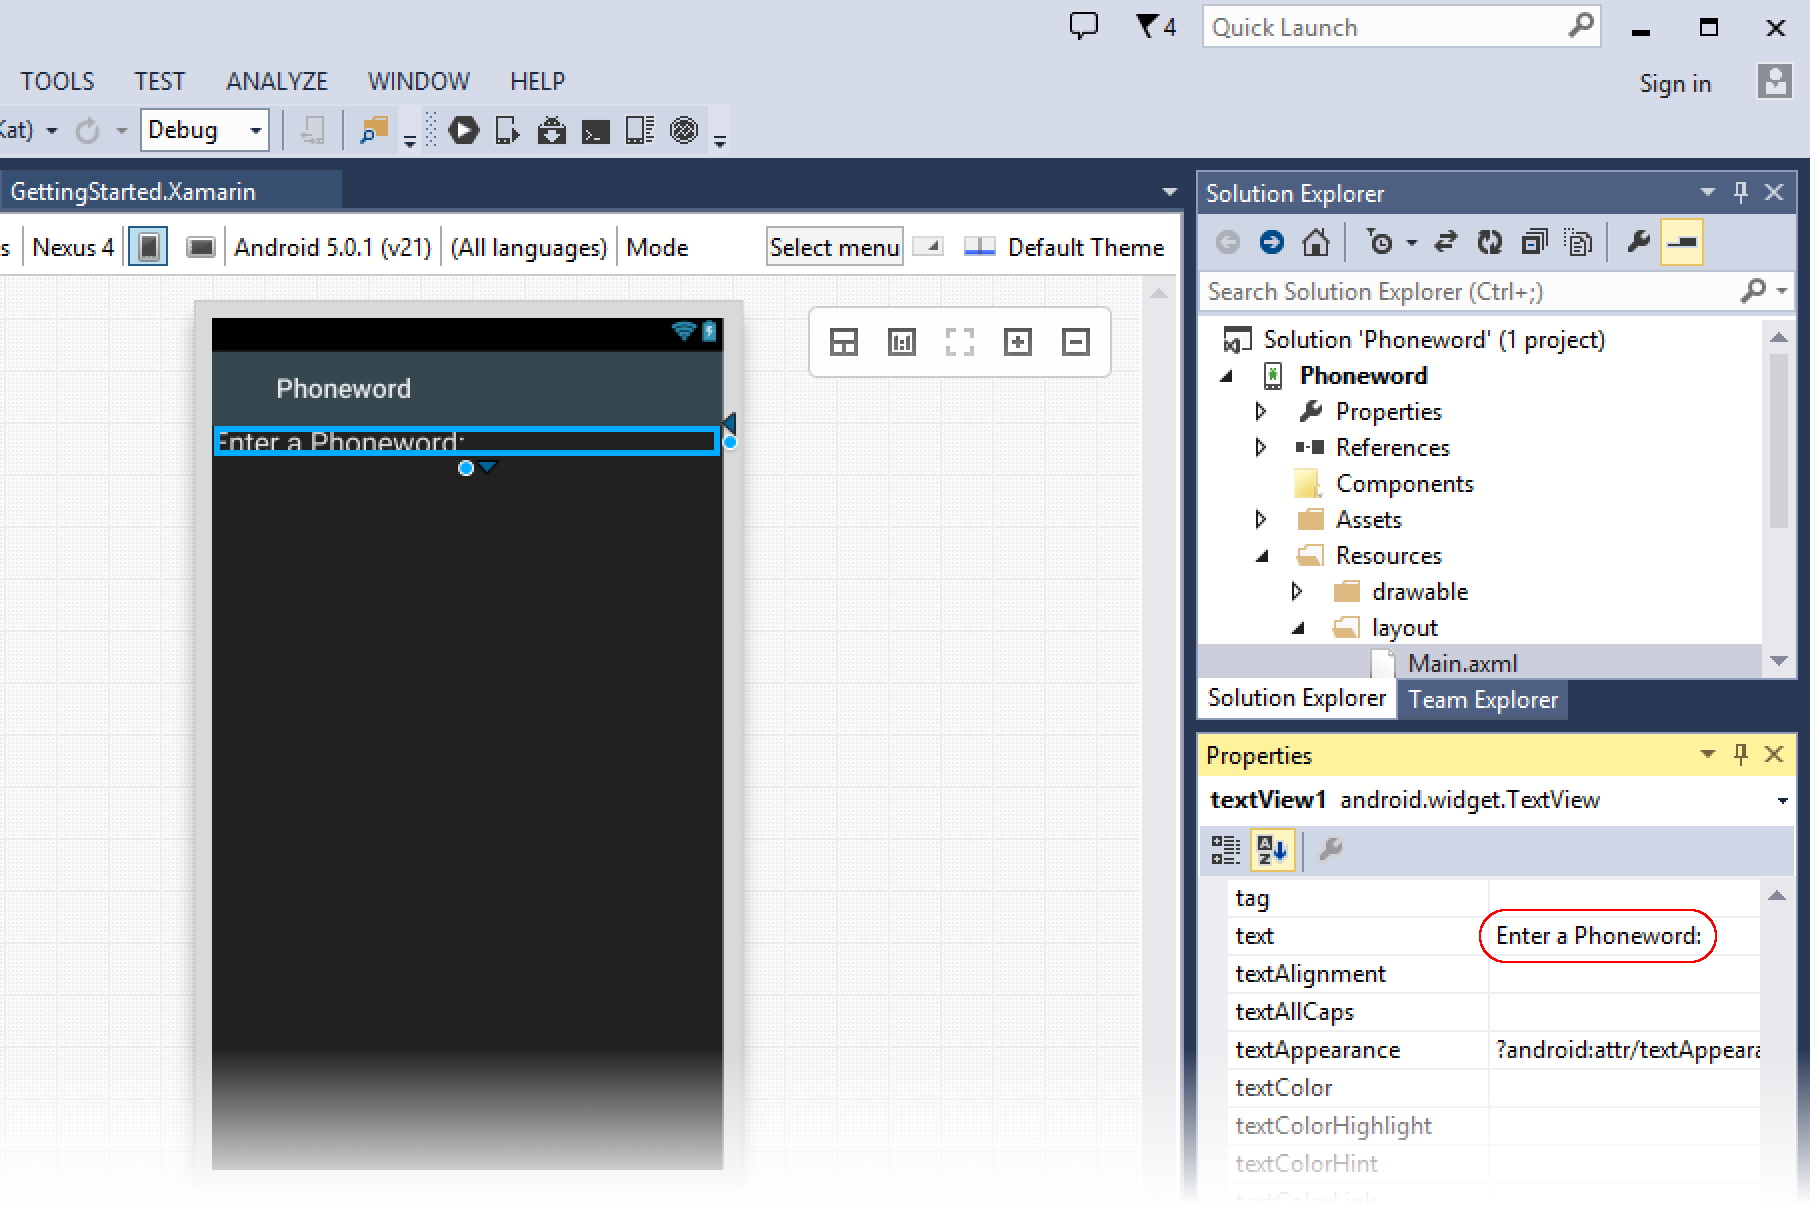 4
Quick Launch
TOOLS TEST ANALYZE WINDOW HELP
Sign in
Kat) Debug
GettingStarted.Xamarin
Nexus 4 Android 5.0.1 (v21) (All languages) Mode Select menu Default Theme
Phoneword
Enter a Phoneword:
Solution Explorer
Search Solution Explorer (Ctrl+;)
Solution 'Phoneword' (1 project)
Phoneword
Properties
References
Components
Assets
Resources
drawable
layout
Main.axml
Solution Explorer Team Explorer
Properties
textView1 android.widget.TextView
tag
text Enter a Phoneword:
textAlignment
textAllCaps
textAppearance ?android:attr/textAppeara
textColor
textColorHighlight
textColorHint
textColorLink